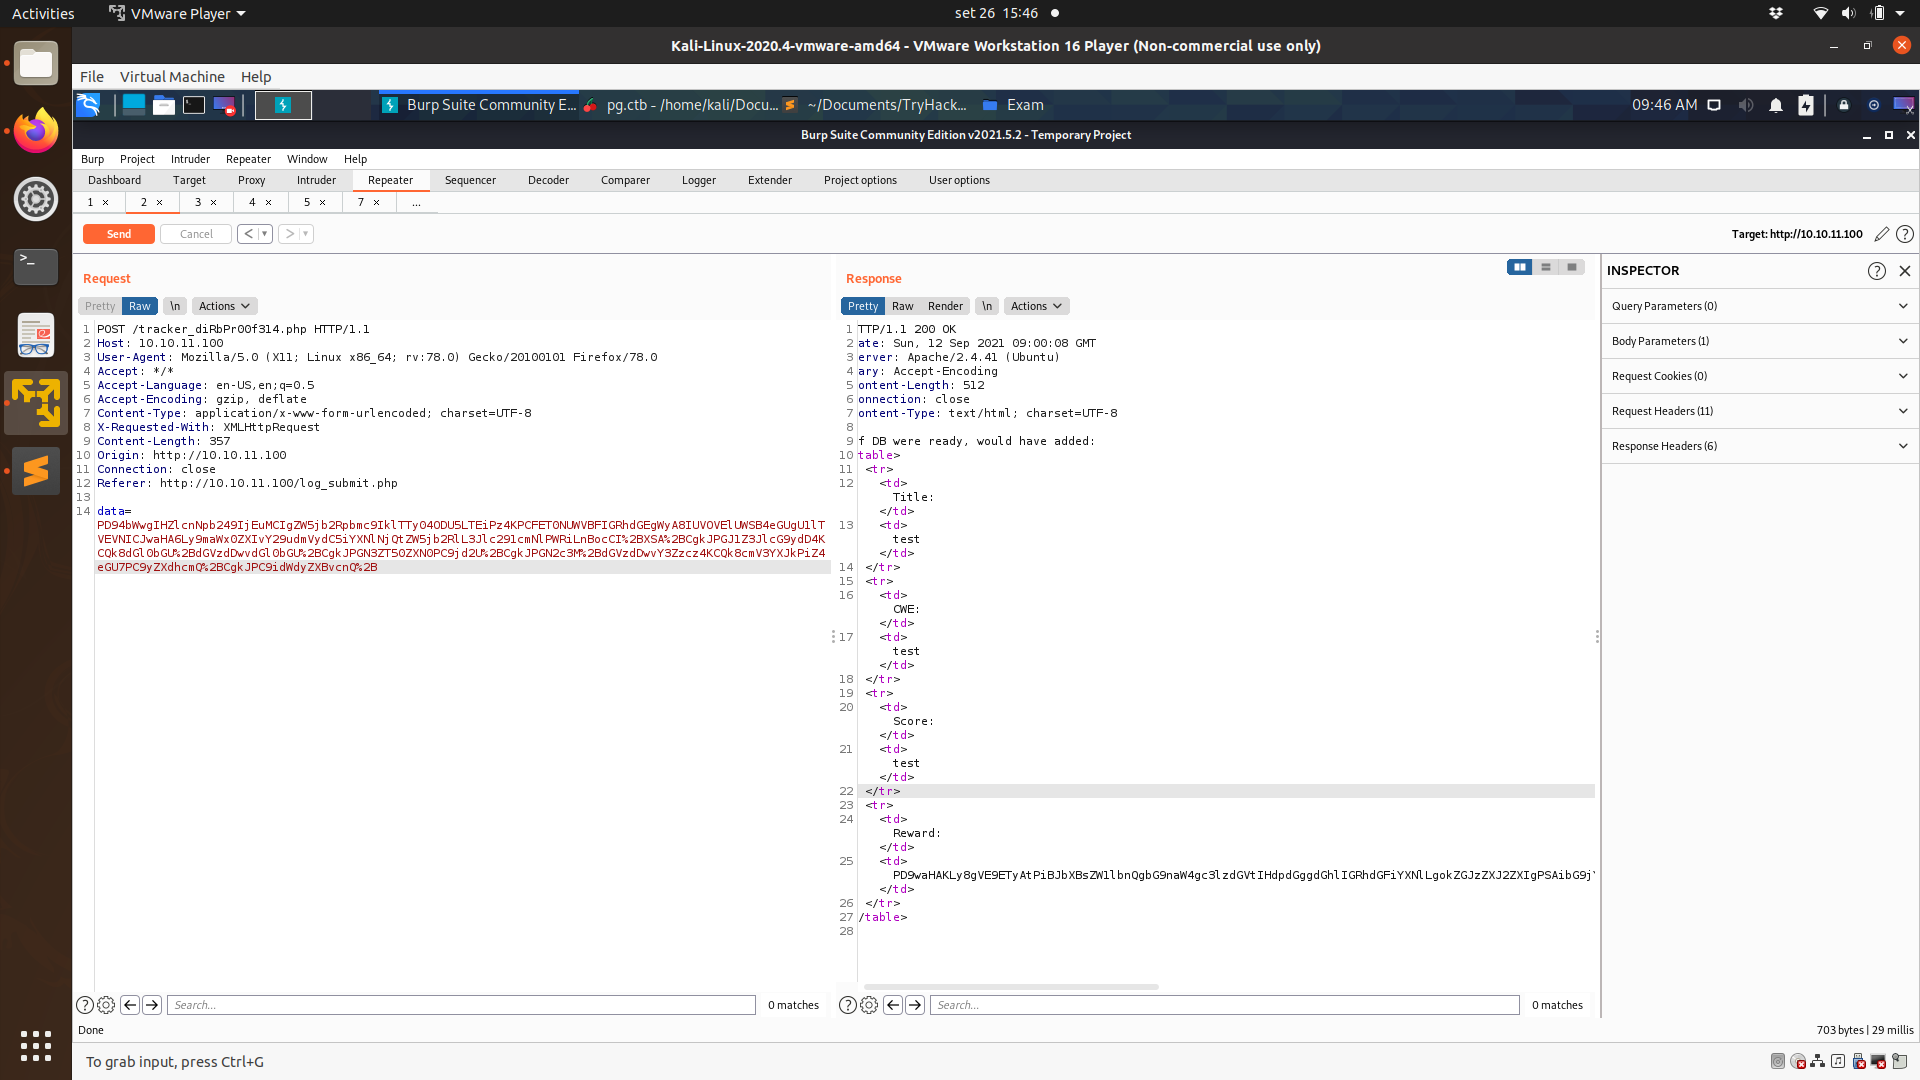 Activities
VMware Player
set 26 15:46
Kali-Linux-2020.4-vmware-amd64 - VMware Workstation 16 Player (Non-commercial use only)
File Virtual Machine Help
Burp Suite Community E...
pg.ctb - /home/kali/Docu...
~/Documents/TryHack...
Exam
09:46 AM
Burp Suite Community Edition v2021.5.2 - Temporary Project
Burp Project Intruder Repeater Window Help
Dashboard Target Proxy Intruder Repeater Sequencer Decoder Comparer Logger Extender Project options User options
1 × 2 × 3 × 4 × 5 × 7 × ...
Send Cancel < >
Target: http://10.10.11.100
Request
Pretty Raw \n Actions
1 POST /tracker_diRbPr00f314.php HTTP/1.1
2 Host: 10.10.11.100
3 User-Agent: Mozilla/5.0 (X11; Linux x86_64; rv:78.0) Gecko/20100101 Firefox/78.0
4 Accept: */*
5 Accept-Language: en-US,en;q=0.5
6 Accept-Encoding: gzip, deflate
7 Content-Type: application/x-www-form-urlencoded; charset=UTF-8
8 X-Requested-With: XMLHttpRequest
9 Content-Length: 357
10 Origin: http://10.10.11.100
11 Connection: close
12 Referer: http://10.10.11.100/log_submit.php
13
14 data=
eGU7PC9yZXdhcmQ%2BCgkJPC9idWdyZXBvcnQ%2B
Search... 0 matches
Response
Pretty Raw Render \n Actions
1 TTP/1.1 200 OK
2 ate: Sun, 12 Sep 2021 09:00:08 GMT
3 erver: Apache/2.4.41 (Ubuntu)
4 ary: Accept-Encoding
5 ontent-Length: 512
6 onnection: close
7 ontent-Type: text/html; charset=UTF-8
8
9 f DB were ready, would have added:
10 table>
11 <tr>
12 <td>
Title:
</td>
13 <td>
test
</td>
14 </tr>
15 <tr>
16 <td>
CWE:
</td>
17 <td>
test
</td>
18 </tr>
19 <tr>
20 <td>
Score:
</td>
21 <td>
test
</td>
22 </tr>
23 <tr>
24 <td>
Reward:
</td>
25 <td>
</td>
26 </tr>
27 /table>
28
Search... 0 matches
INSPECTOR
Query Parameters (0)
Body Parameters (1)
Request Cookies (0)
Request Headers (11)
Response Headers (6)
Done
703 bytes | 29 millis
To grab input, press Ctrl+G